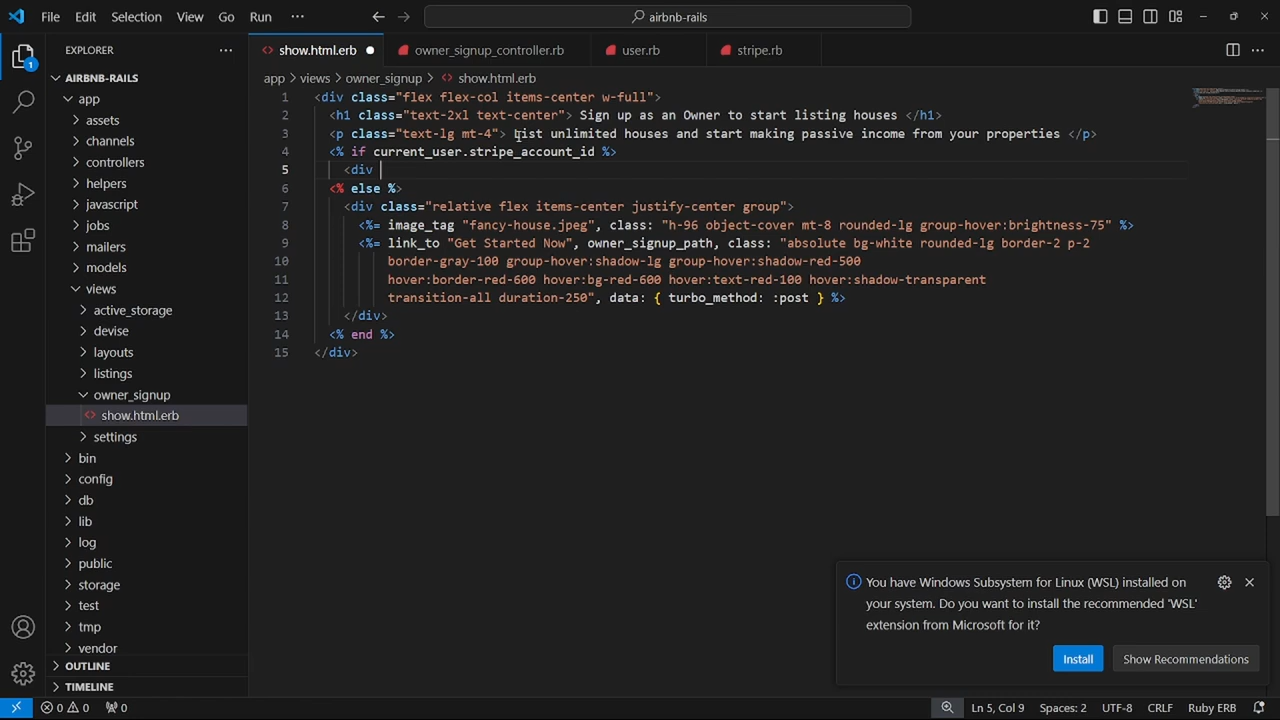 File Edit Selection View Go Run ··· airbnb-rails
EXPLORER ···
show.html.erb owner_signup_controller.rb user.rb stripe.rb ···
1
AIRBNB-RAILS
app
assets
channels
controllers
helpers
javascript
jobs
mailers
models
views
active_storage
devise
layouts
listings
owner_signup
show.html.erb
settings
bin
config
db
lib
log
public
storage
test
tmp
vendor
OUTLINE
TIMELINE
app > views > owner_signup > show.html.erb
1 <div class="flex flex-col items-center w-full">
2 <h1 class="text-2xl text-center"> Sign up as an Owner to start listing houses </h1>
3 <p class="text-lg mt-4"> List unlimited houses and start making passive income from your properties </p>
4 <% if current_user.stripe_account_id %>
5 <div
6 <% else %>
7 <div class="relative flex items-center justify-center group">
8 <%= image_tag "fancy-house.jpeg", class: "h-96 object-cover mt-8 rounded-lg group-hover:brightness-75" %>
9 <%= link_to "Get Started Now", owner_signup_path, class: "absolute bg-white rounded-lg border-2 p-2
10 border-gray-100 group-hover:shadow-lg group-hover:shadow-red-500
11 hover:border-red-600 hover:bg-red-600 hover:text-red-100 hover:shadow-transparent
12 transition-all duration-250", data: { turbo_method: :post } %>
13 </div>
14 <% end %>
15 </div>
You have Windows Subsystem for Linux (WSL) installed on
your system. Do you want to install the recommended 'WSL'
extension from Microsoft for it?
Install Show Recommendations
0 0 0 Ln 5, Col 9 Spaces: 2 UTF-8 CRLF Ruby ERB